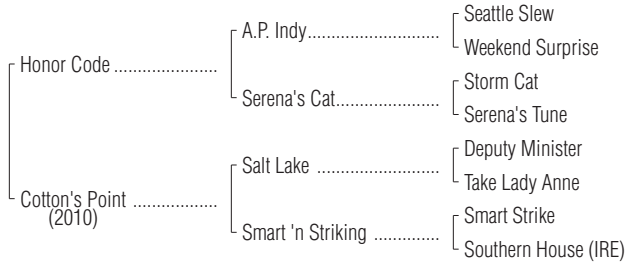 Seattle Slew
A.P. Indy..............................
Weekend Surprise
Honor Code .......................
Storm Cat
Serena's Cat.......................
Serena's Tune
Deputy Minister
Salt Lake ...........................
Take Lady Anne
Cotton's Point ..................
(2010)
Smart Strike
Smart 'n Striking ..............
Southern House (IRE)